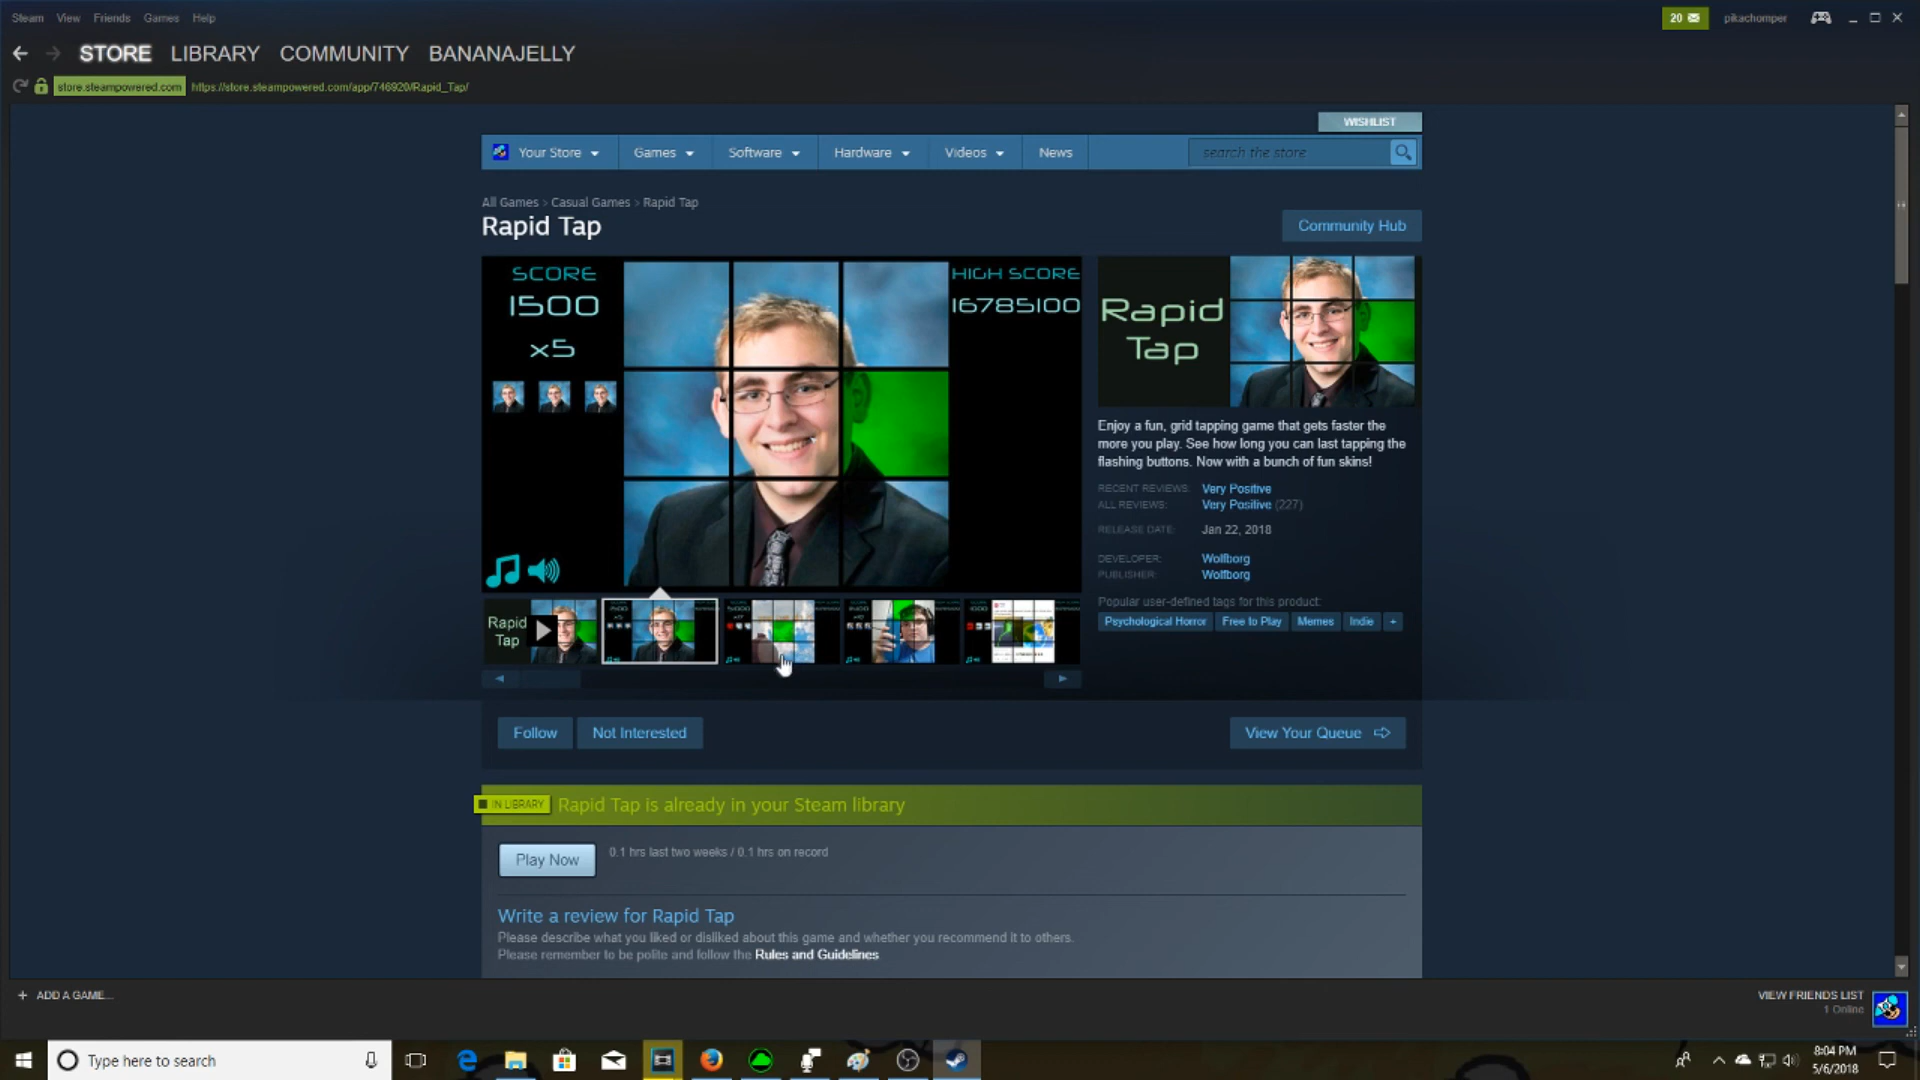 Steam View Friends Games Help
20
pikachomper
STORE LIBRARY COMMUNITY BANANAJELLY
store.steampowered.com https://store.steampowered.com/app/746920/Rapid_Tap/
WISHLIST
Your Store Games Software Hardware Videos News
search the store
All Games > Casual Games > Rapid Tap
Rapid Tap
Community Hub
SCORE
1500
x5
HIGH SCORE
16785100
Rapid
Tap
Enjoy a fun, grid tapping game that gets faster the
more you play. See how long you can last tapping the
flashing buttons. Now with a bunch of fun skins!
RECENT REVIEWS: Very Positive
ALL REVIEWS: Very Positive (227)
RELEASE DATE: Jan 22, 2018
DEVELOPER: Wolfborg
PUBLISHER: Wolfborg
Popular user-defined tags for this product:
Psychological Horror Free to Play Memes Indie +
Rapid
Tap
Follow Not Interested
View Your Queue
IN LIBRARY Rapid Tap is already in your Steam library
Play Now 0.1 hrs last two weeks / 0.1 hrs on record
Write a review for Rapid Tap
Please describe what you liked or disliked about this game and whether you recommend it to others.
Please remember to be polite and follow the Rules and Guidelines
+ ADD A GAME...
VIEW FRIENDS LIST
1 Online
Type here to search
8:04 PM
5/6/2018